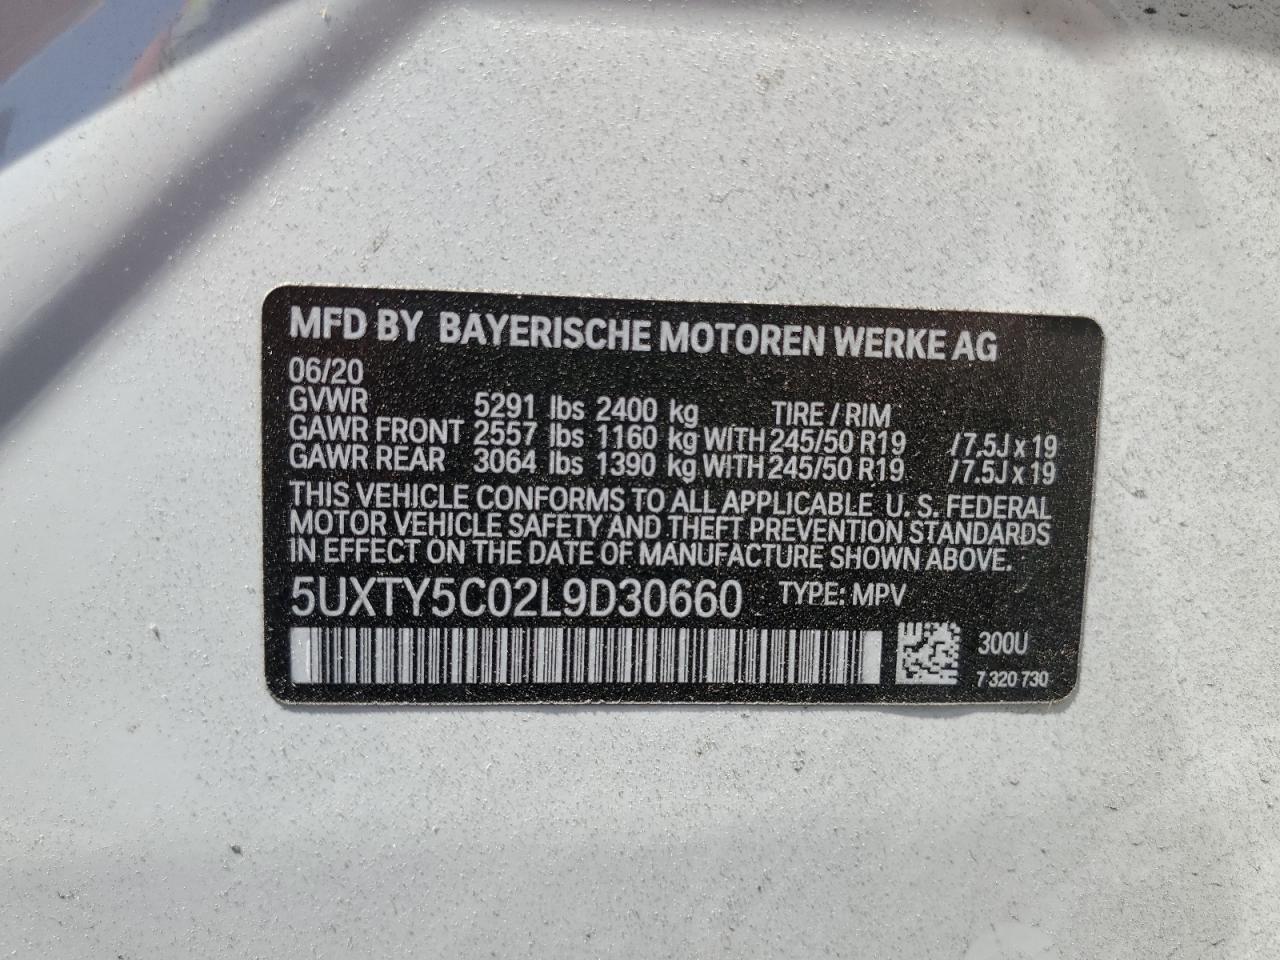 MFD BY BAYERISCHE MOTOREN WERKE AG
06/20
GVWR 5291 lbs 2400 kg TIRE / RIM
GAWR FRONT 2557 lbs 1160 kg WITH 245/50 R19 /7.5J x 19
GAWR REAR 3064 lbs 1390 kg WITH 245/50 R19 /7.5J x 19
THIS VEHICLE CONFORMS TO ALL APPLICABLE U. S. FEDERAL
MOTOR VEHICLE SAFETY AND THEFT PREVENTION STANDARDS
IN EFFECT ON THE DATE OF MANUFACTURE SHOWN ABOVE.
5UXTY5C02L9D30660 TYPE: MPV
300U
7 320 730